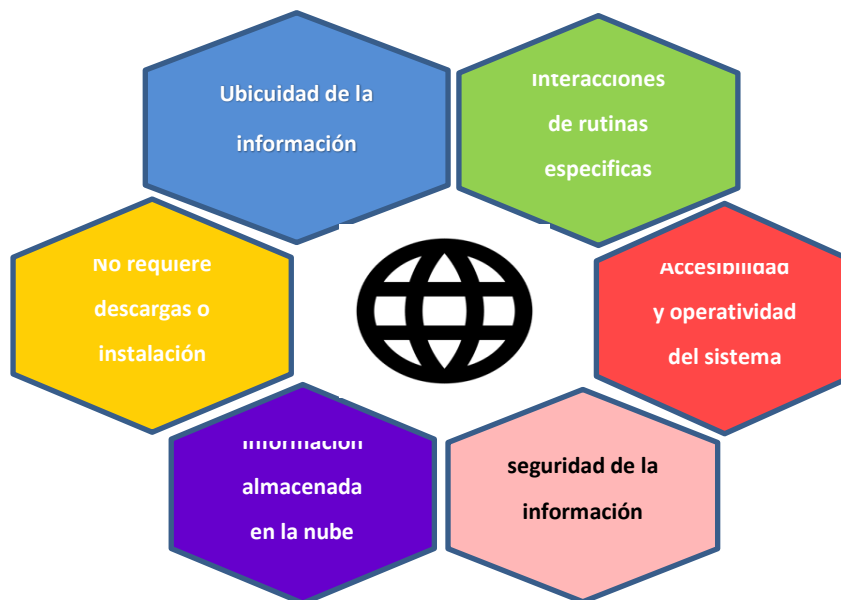 Ubicuidad de la
información
Interacciones
de rutinas
especificas
No requiere
descargas o
instalación
Accesibilidad
y operatividad
del sistema
Información
almacenada
en la nube
seguridad de la
información